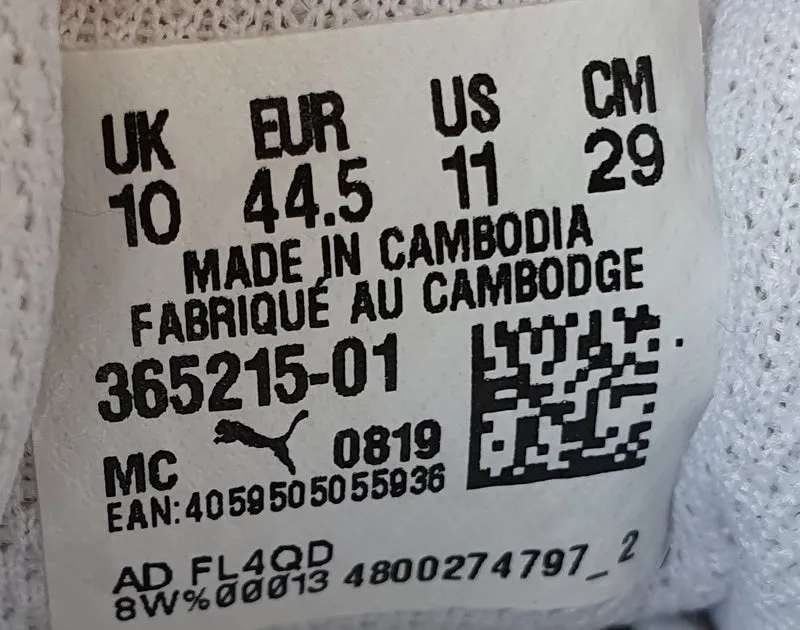 UK EUR US CM
10 44.5 11 29
MADE IN CAMBODIA
FABRIQUÉ AU CAMBODGE
365215-01
MC 0819
EAN:4059505055936
AD FL4QD
8W%00013 4800274797_2